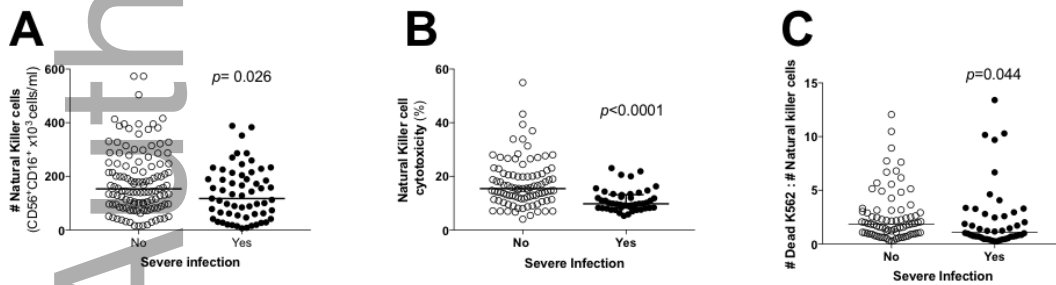 A
# Natural Killer cells
(CD56⁺CD16⁺ x10³ cells/ml)
600
400
200
0
p= 0.026
No
Yes
Severe infection
B
Natural Killer cell
cytotoxicity (%)
60
40
20
0
p<0.0001
No
Yes
Severe Infection
C
# Dead K562 : # Natural killer cells
15
10
5
0
p=0.044
No
Yes
Severe Infection